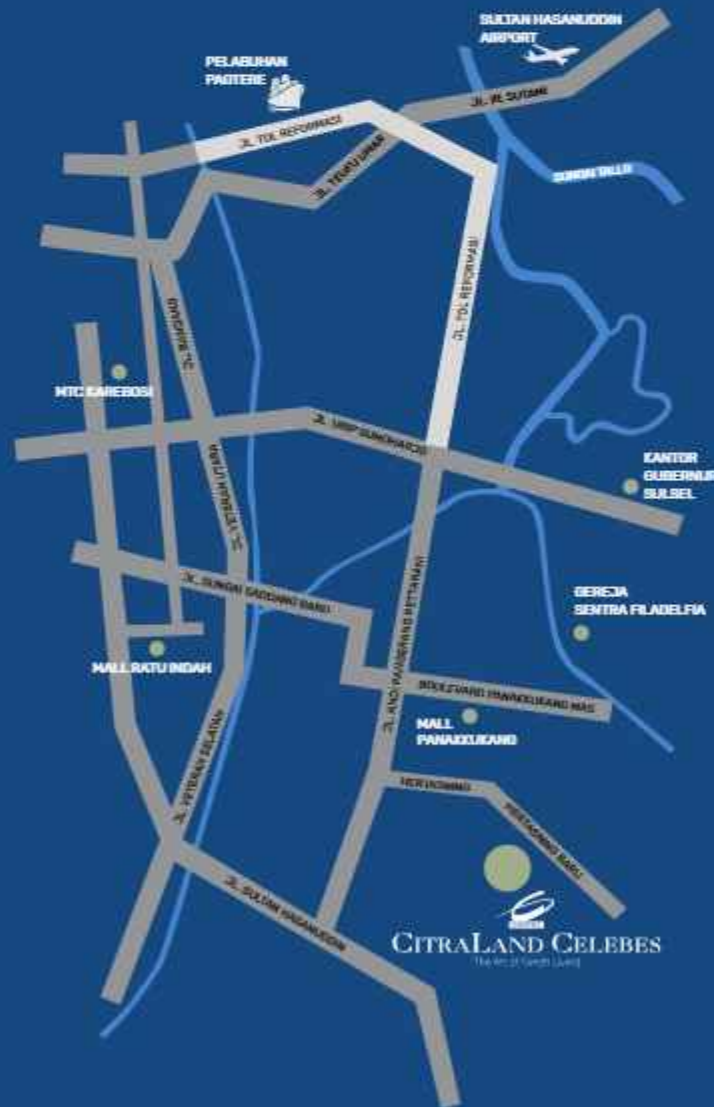 SULTAN HASANUDDIN
AIRPORT
PELABUHAN
PAOTERE
JL. IR. SUTAMI
JL. TOL REFORMASI
JL. TEUKU UMAR
SUNGAI TALLO
JL. TOL REFORMASI
JL. BANDANG
MTC KAREBOSI
JL. URIP SUMOHARJO
JL. VETERAN UTARA
KANTOR
GUBERNUR
SULSEL
JL. SUNGAI SADDANG BARU
JL. ANDI PANGERANG PETTARANI
GEREJA
SENTRA FILADELFIA
MALL RATU INDAH
BOULEVARD PANAKKUKANG MAS
MALL
PANAKKUKANG
JL. VETERAN SELATAN
HERTASNING
HERTASNING BARU
JL. SULTAN HASANUDDIN
CITRALAND CELEBES